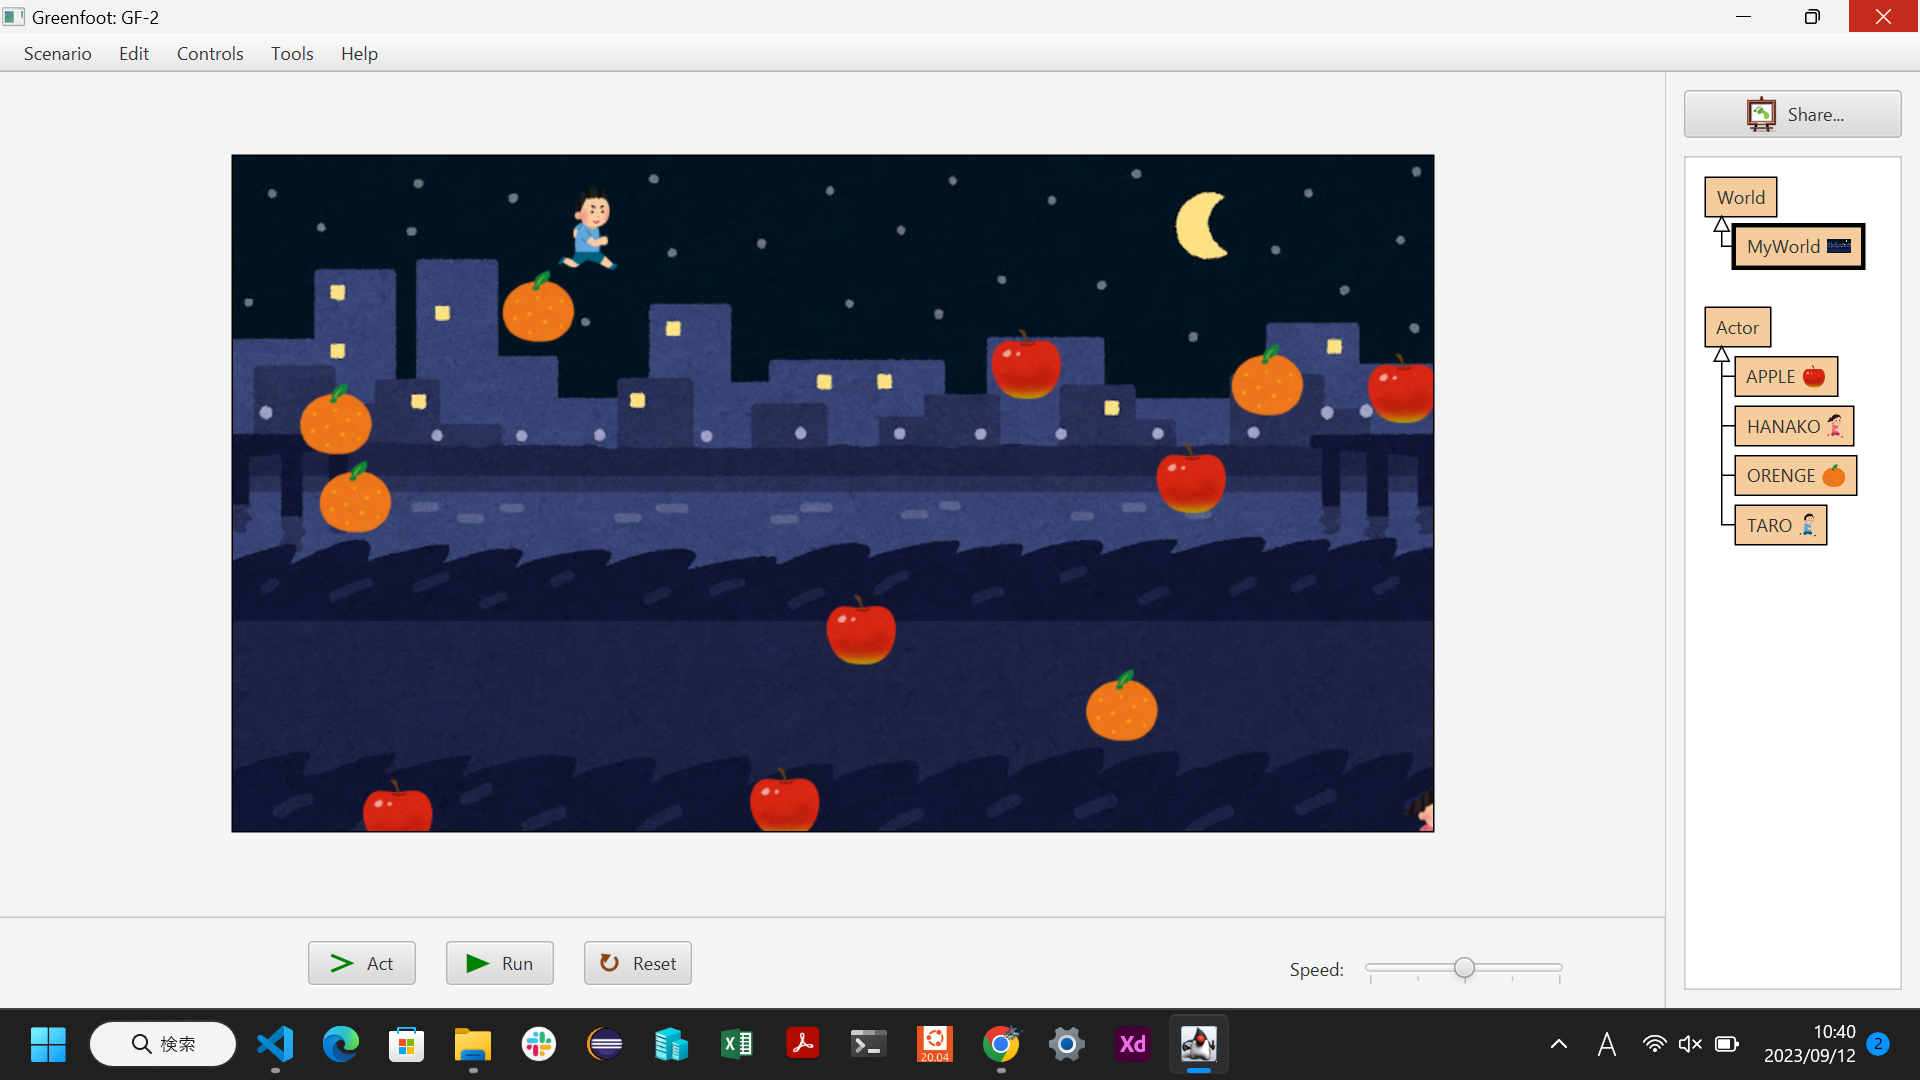 Greenfoot: GF-2
Scenario Edit Controls Tools Help
Share...
World
MyWorld
Actor
APPLE
HANAKO
ORENGE
TARO
Act Run Reset Speed:
検索
20.04
Xd
A
10:40
2023/09/12
2